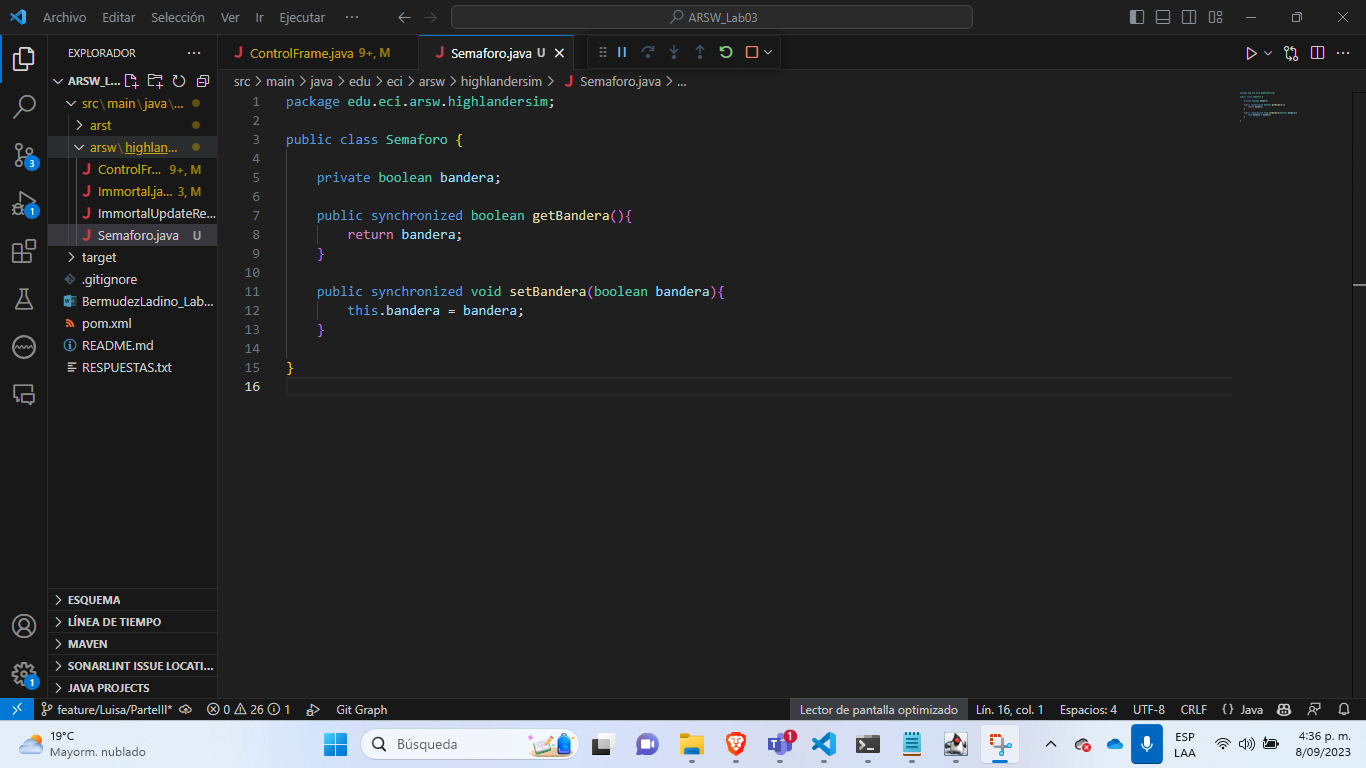 Archivo Editar Selección Ver Ir Ejecutar ··· ARSW_Lab03
EXPLORADOR ···
ControlFrame.java 9+, M
Semaforo.java U
ARSW_L...
src\main\java\...
arst
arsw\highlan...
ControlFr... 9+, M
Immortal.ja... 3, M
ImmortalUpdateRe...
Semaforo.java U
target
.gitignore
BermudezLadino_Lab...
pom.xml
README.md
RESPUESTAS.txt
3
1
src > main > java > edu > eci > arsw > highlandersim > Semaforo.java > ...
1 package edu.eci.arsw.highlandersim;
2
3 public class Semaforo {
4
5 private boolean bandera;
6
7 public synchronized boolean getBandera(){
8 return bandera;
9 }
10
11 public synchronized void setBandera(boolean bandera){
12 this.bandera = bandera;
13 }
14
15 }
16
ESQUEMA
LÍNEA DE TIEMPO
MAVEN
SONARLINT ISSUE LOCATI...
JAVA PROJECTS
1
feature/Luisa/ParteIII* 0 26 1 Git Graph Lector de pantalla optimizado Lín. 16, col. 1 Espacios: 4 UTF-8 CRLF {} Java
19°C
Mayorm. nublado
Búsqueda
1
ESP
LAA
4:36 p. m.
8/09/2023